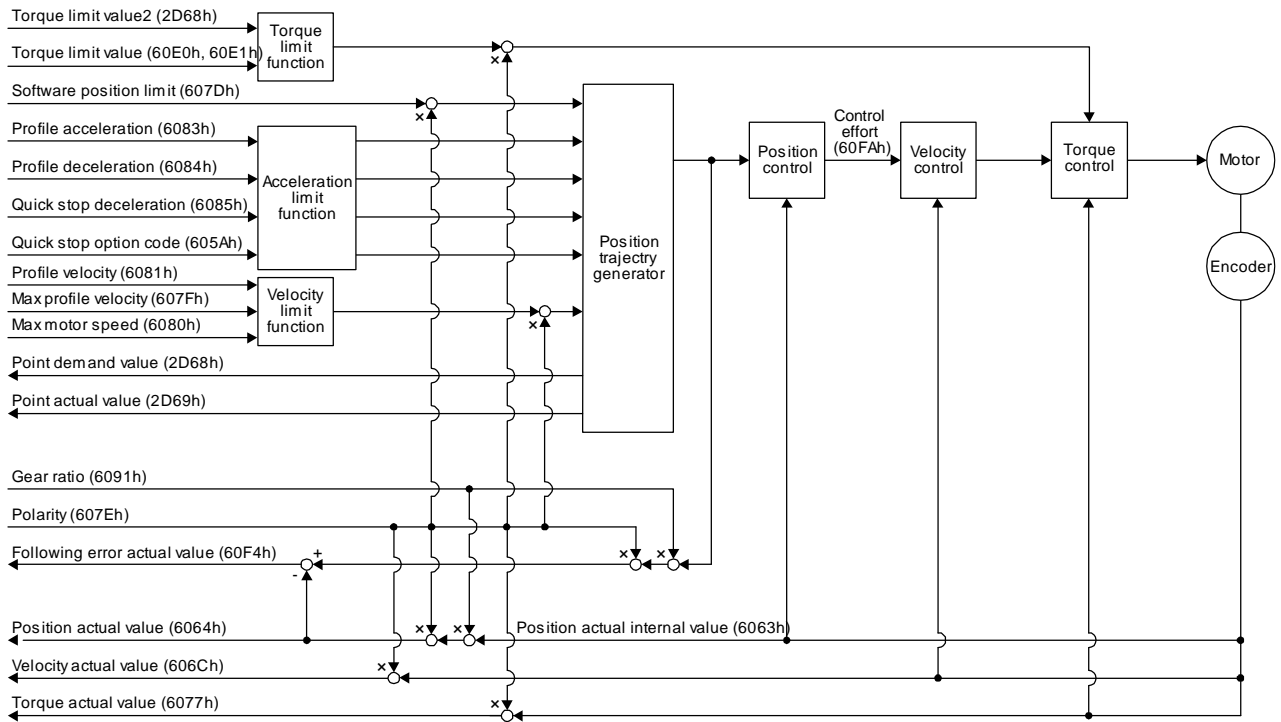 Torque limit value2 (2D68h)
Torque limit value (60E0h, 60E1h)
Torque
limit
function
×
Software position limit (607Dh)
×
Profile acceleration (6083h)
Profile deceleration (6084h)
Quick stop deceleration (6085h)
Quick stop option code (605Ah)
Acceleration
limit
function
Profile velocity (6081h)
Max profile velocity (607Fh)
Max motor speed (6080h)
Velocity
limit
function
×
Position
trajectry
generator
Position
control
Control
effort
(60FAh)
Velocity
control
Torque
control
Motor
Encoder
Point demand value (2D68h)
Point actual value (2D69h)
Gear ratio (6091h)
Polarity (607Eh)
Following error actual value (60F4h)
+
-
×
×
Position actual value (6064h)
×
×
Position actual internal value (6063h)
Velocity actual value (606Ch)
×
Torque actual value (6077h)
×